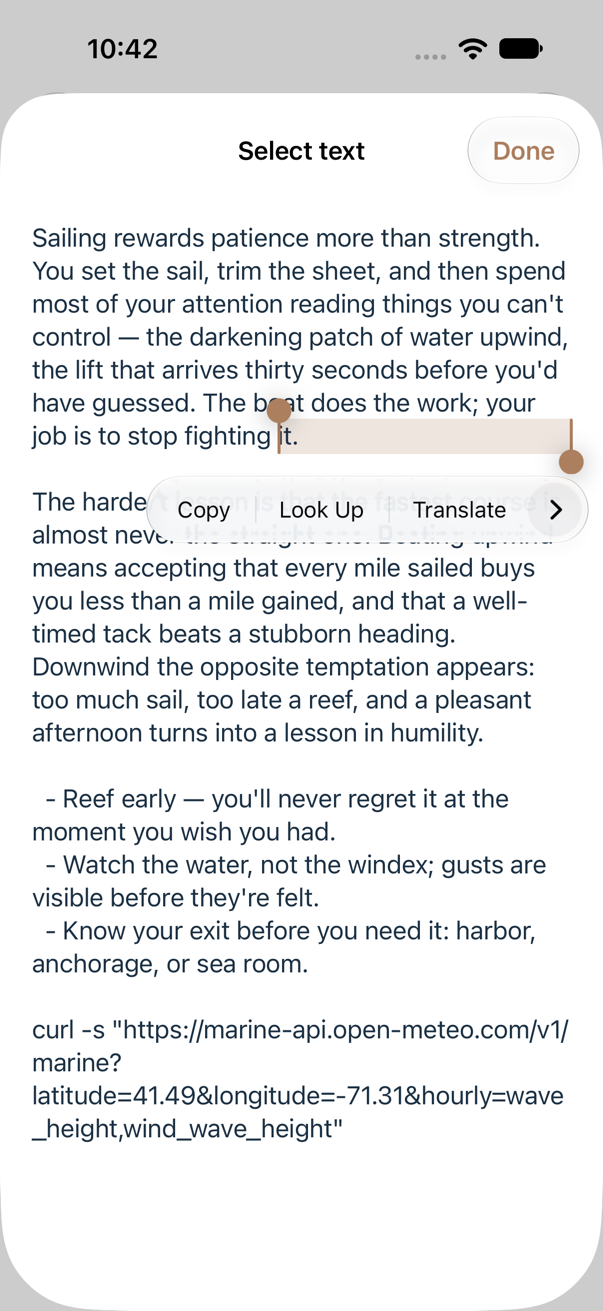 10:42
Select text
Done
Sailing rewards patience more than strength.
You set the sail, trim the sheet, and then spend
most of your attention reading things you can't
control — the darkening patch of water upwind,
the lift that arrives thirty seconds before you'd
have guessed. The boat does the work; your
job is to stop fighting it.
The harde
Copy
Look Up
Translate
almost never the straight one. Beating upwind
means accepting that every mile sailed buys
you less than a mile gained, and that a well-
timed tack beats a stubborn heading.
Downwind the opposite temptation appears:
too much sail, too late a reef, and a pleasant
afternoon turns into a lesson in humility.
- Reef early — you'll never regret it at the
moment you wish you had.
- Watch the water, not the windex; gusts are
visible before they're felt.
- Know your exit before you need it: harbor,
anchorage, or sea room.
curl -s "https://marine-api.open-meteo.com/v1/
marine?
latitude=41.49&longitude=-71.31&hourly=wave
_height,wind_wave_height"